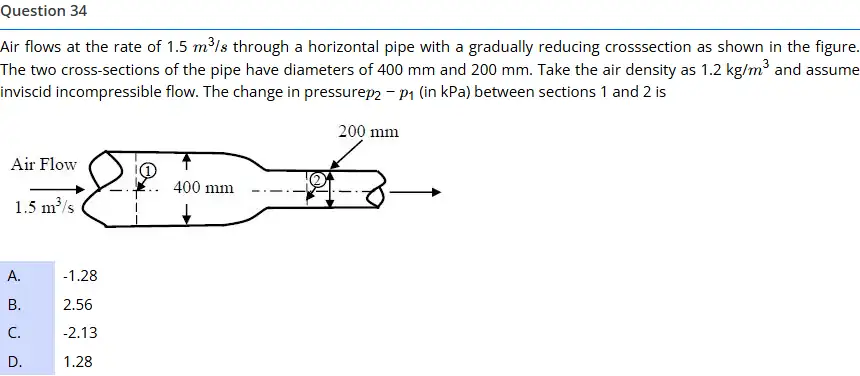 Question 34
Air flows at the rate of 1.5 m³/s through a horizontal pipe with a gradually reducing crosssection as shown in the figure.
The two cross-sections of the pipe have diameters of 400 mm and 200 mm. Take the air density as 1.2 kg/m³ and assume
inviscid incompressible flow. The change in pressurep₂ − p₁ (in kPa) between sections 1 and 2 is
200 mm
Air Flow
1
400 mm
2
1.5 m³/s
A. -1.28
B. 2.56
C. -2.13
D. 1.28